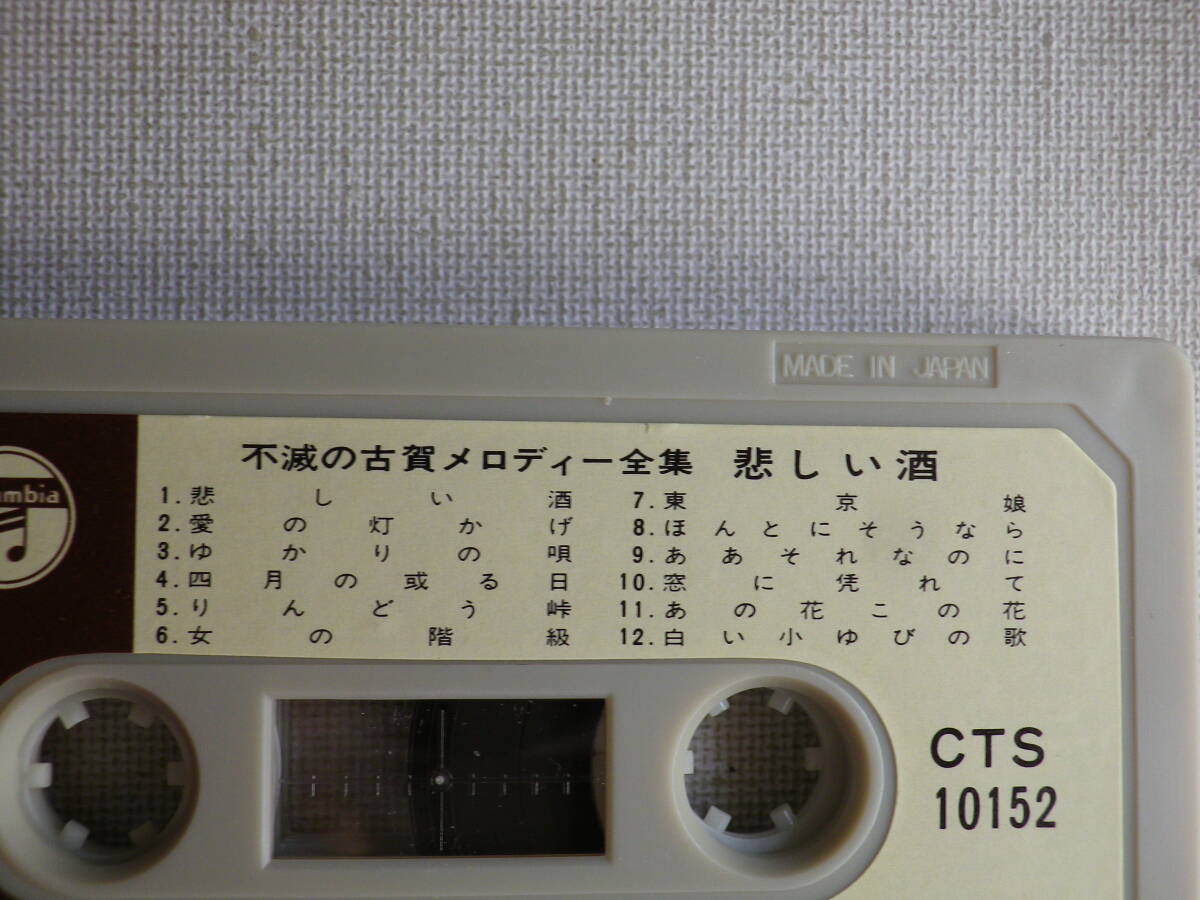 MADE IN JAPAN
不滅の古賀メロディー全集 悲しい酒
1.悲しい酒
2.愛の灯かげ
3.ゆかりの唄
4.四月の或る日
5.りんどう峠
6.女の階級
7.東京娘
8.ほんとにそうなら
9.ああそれなのに
10.窓に凭れて
11.あの花この花
12.白い小ゆびの歌
CTS
10152